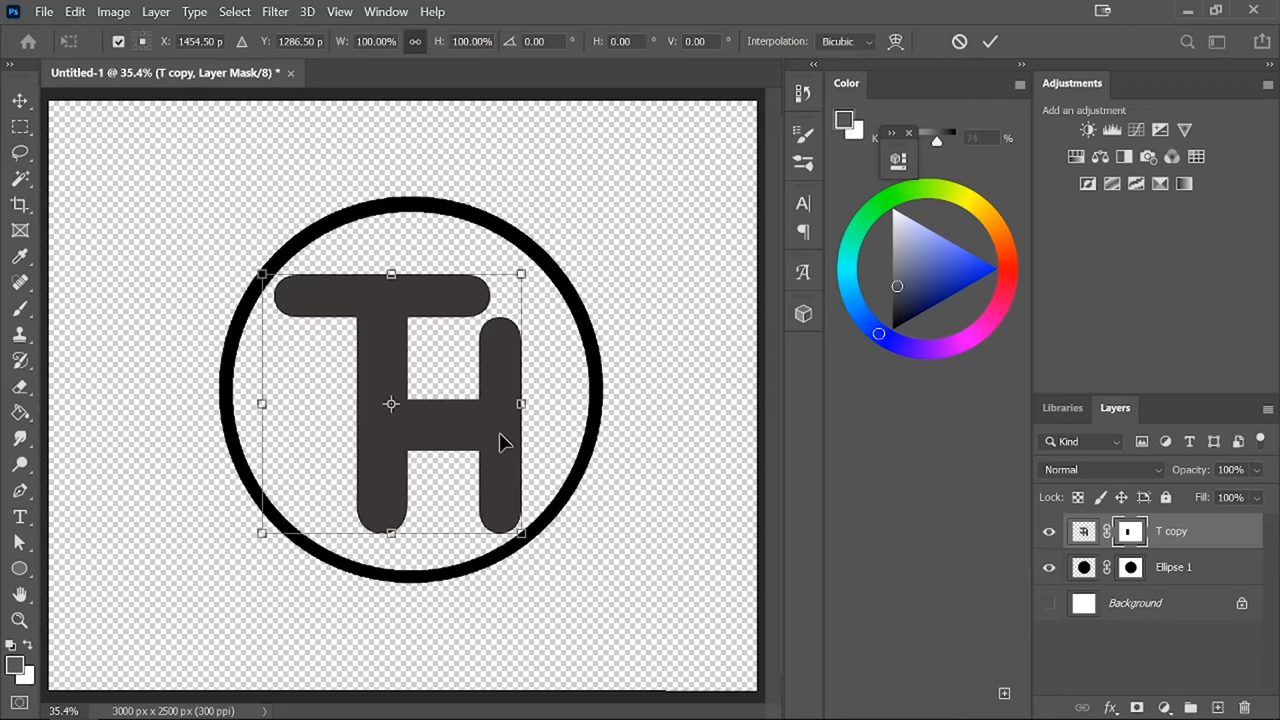 Ps File Edit Image Layer Type Select Filter 3D View Window Help
X: 1454.50 p Y: 1286.50 p W: 100.00% H: 100.00% 0.00 ° H: 0.00 ° V: 0.00 ° Interpolation: Bicubic
Untitled-1 @ 35.4% (T copy, Layer Mask/8) *
Color
K 74 %
Adjustments
Add an adjustment
TH
Libraries Layers
Kind
Normal Opacity: 100%
Lock: Fill: 100%
T copy
Ellipse 1
Background
35.4% 3000 px x 2500 px (300 ppi)